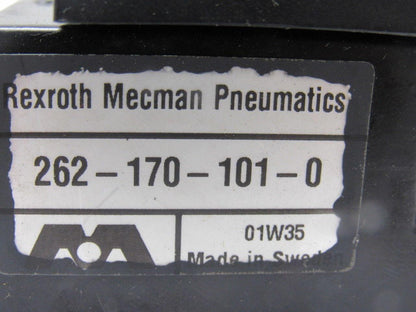 Rexroth Mecman Pneumatics
262-170-101-0
01W35
Made in Sweden